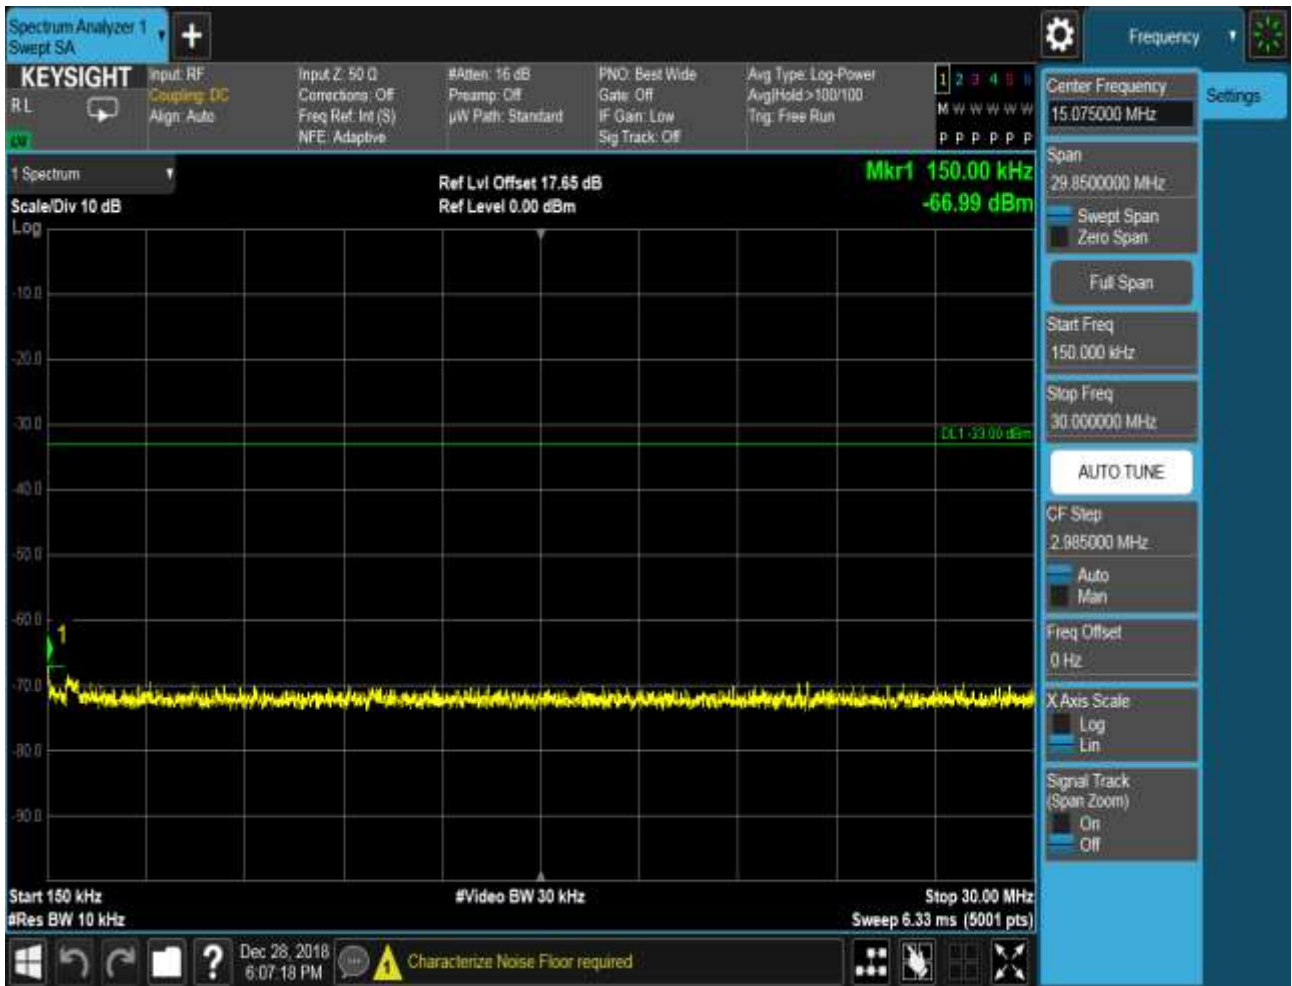 Spectrum Analyzer 1
Swept SA
Frequency
KEYSIGHT
R L
Input: RF
Coupling: DC
Align: Auto
Input Z: 50 Ω
Corrections: Off
Freq Ref: Int (S)
NFE: Adaptive
#Atten: 16 dB
Preamp: Off
µW Path: Standard
PNO: Best Wide
Gate: Off
IF Gain: Low
Sig Track: Off
Avg Type: Log-Power
Avg|Hold:>100/100
Trig: Free Run
1 2 3 4 5 6
M W W W W W
P P P P P P
1 Spectrum
Scale/Div 10 dB
Log
Ref Lvl Offset 17.65 dB
Ref Level 0.00 dBm
Mkr1 150.00 kHz
-66.99 dBm
-10.0
-20.0
-30.0
DL1 -33.00 dBm
-40.0
-50.0
-60.0
1
-70.0
-80.0
-90.0
Start 150 kHz
#Res BW 10 kHz
#Video BW 30 kHz
Stop 30.00 MHz
Sweep 6.33 ms (5001 pts)
Center Frequency
15.075000 MHz
Settings
Span
29.8500000 MHz
Swept Span
Zero Span
Full Span
Start Freq
150.000 kHz
Stop Freq
30.000000 MHz
AUTO TUNE
CF Step
2.985000 MHz
Auto
Man
Freq Offset
0 Hz
X Axis Scale
Log
Lin
Signal Track
(Span Zoom)
On
Off
?
Dec 28, 2018
6:07:18 PM
1
Characterize Noise Floor required